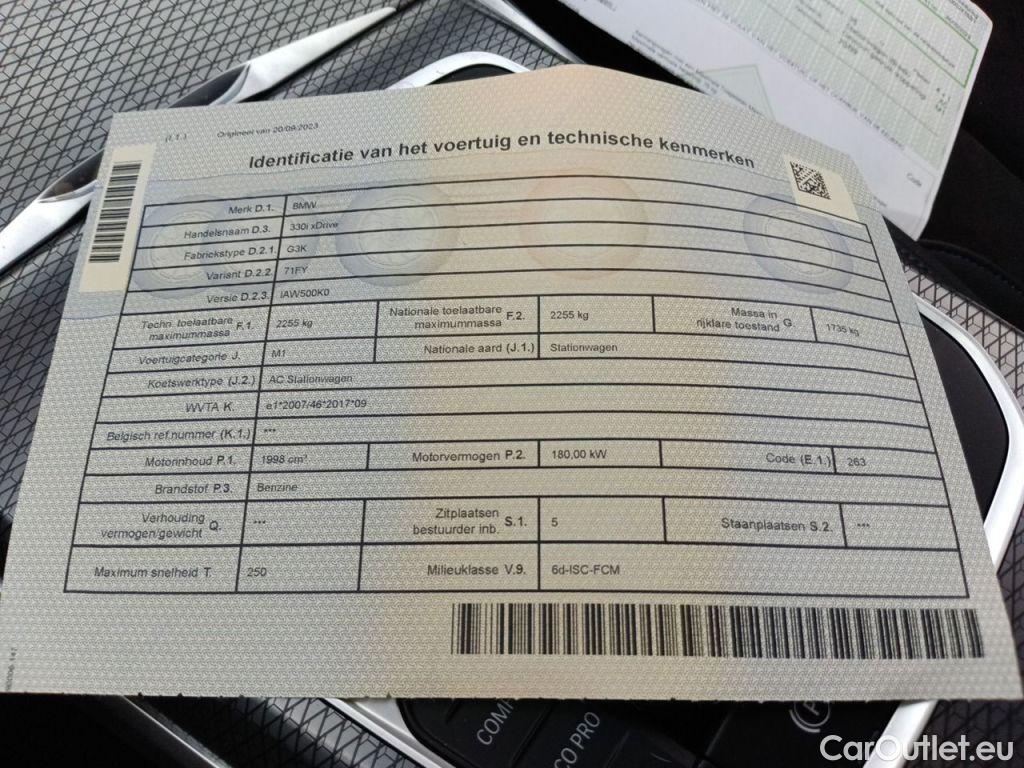 (I.1.) Origineel van 20/09/2023
Identificatie van het voertuig en technische kenmerken
Merk D.1. BMW
Handelsnaam D.3. 330i xDrive
Fabriekstype D.2.1. G3K
Variant D.2.2. 71FY
Versie D.2.3. IAW500K0
Techn. toelaatbare maximummassa F.1. 2255 kg
Nationale toelaatbare maximummassa F.2. 2255 kg
Massa in rijklare toestand G. 1735 kg
Voertuigcategorie J. M1
Nationale aard (J.1.) Stationwagen
Koetswerktype (J.2.) AC Stationwagen
WVTA K. e1*2007/46*2017*09
Belgisch ref.nummer (K.1.) ***
Motorinhoud P.1. 1998 cm³
Motorvermogen P.2. 180,00 kW
Code (E.1.) 263
Brandstof P.3. Benzine
Verhouding vermogen/gewicht Q. ***
Zitplaatsen bestuurder inb. S.1. 5
Staanplaatsen S.2. ***
Maximum snelheid T. 250
Milieuklasse V.9. 6d-ISC-FCM
Code
COMF
CO PRO
(P)
CarOutlet.eu